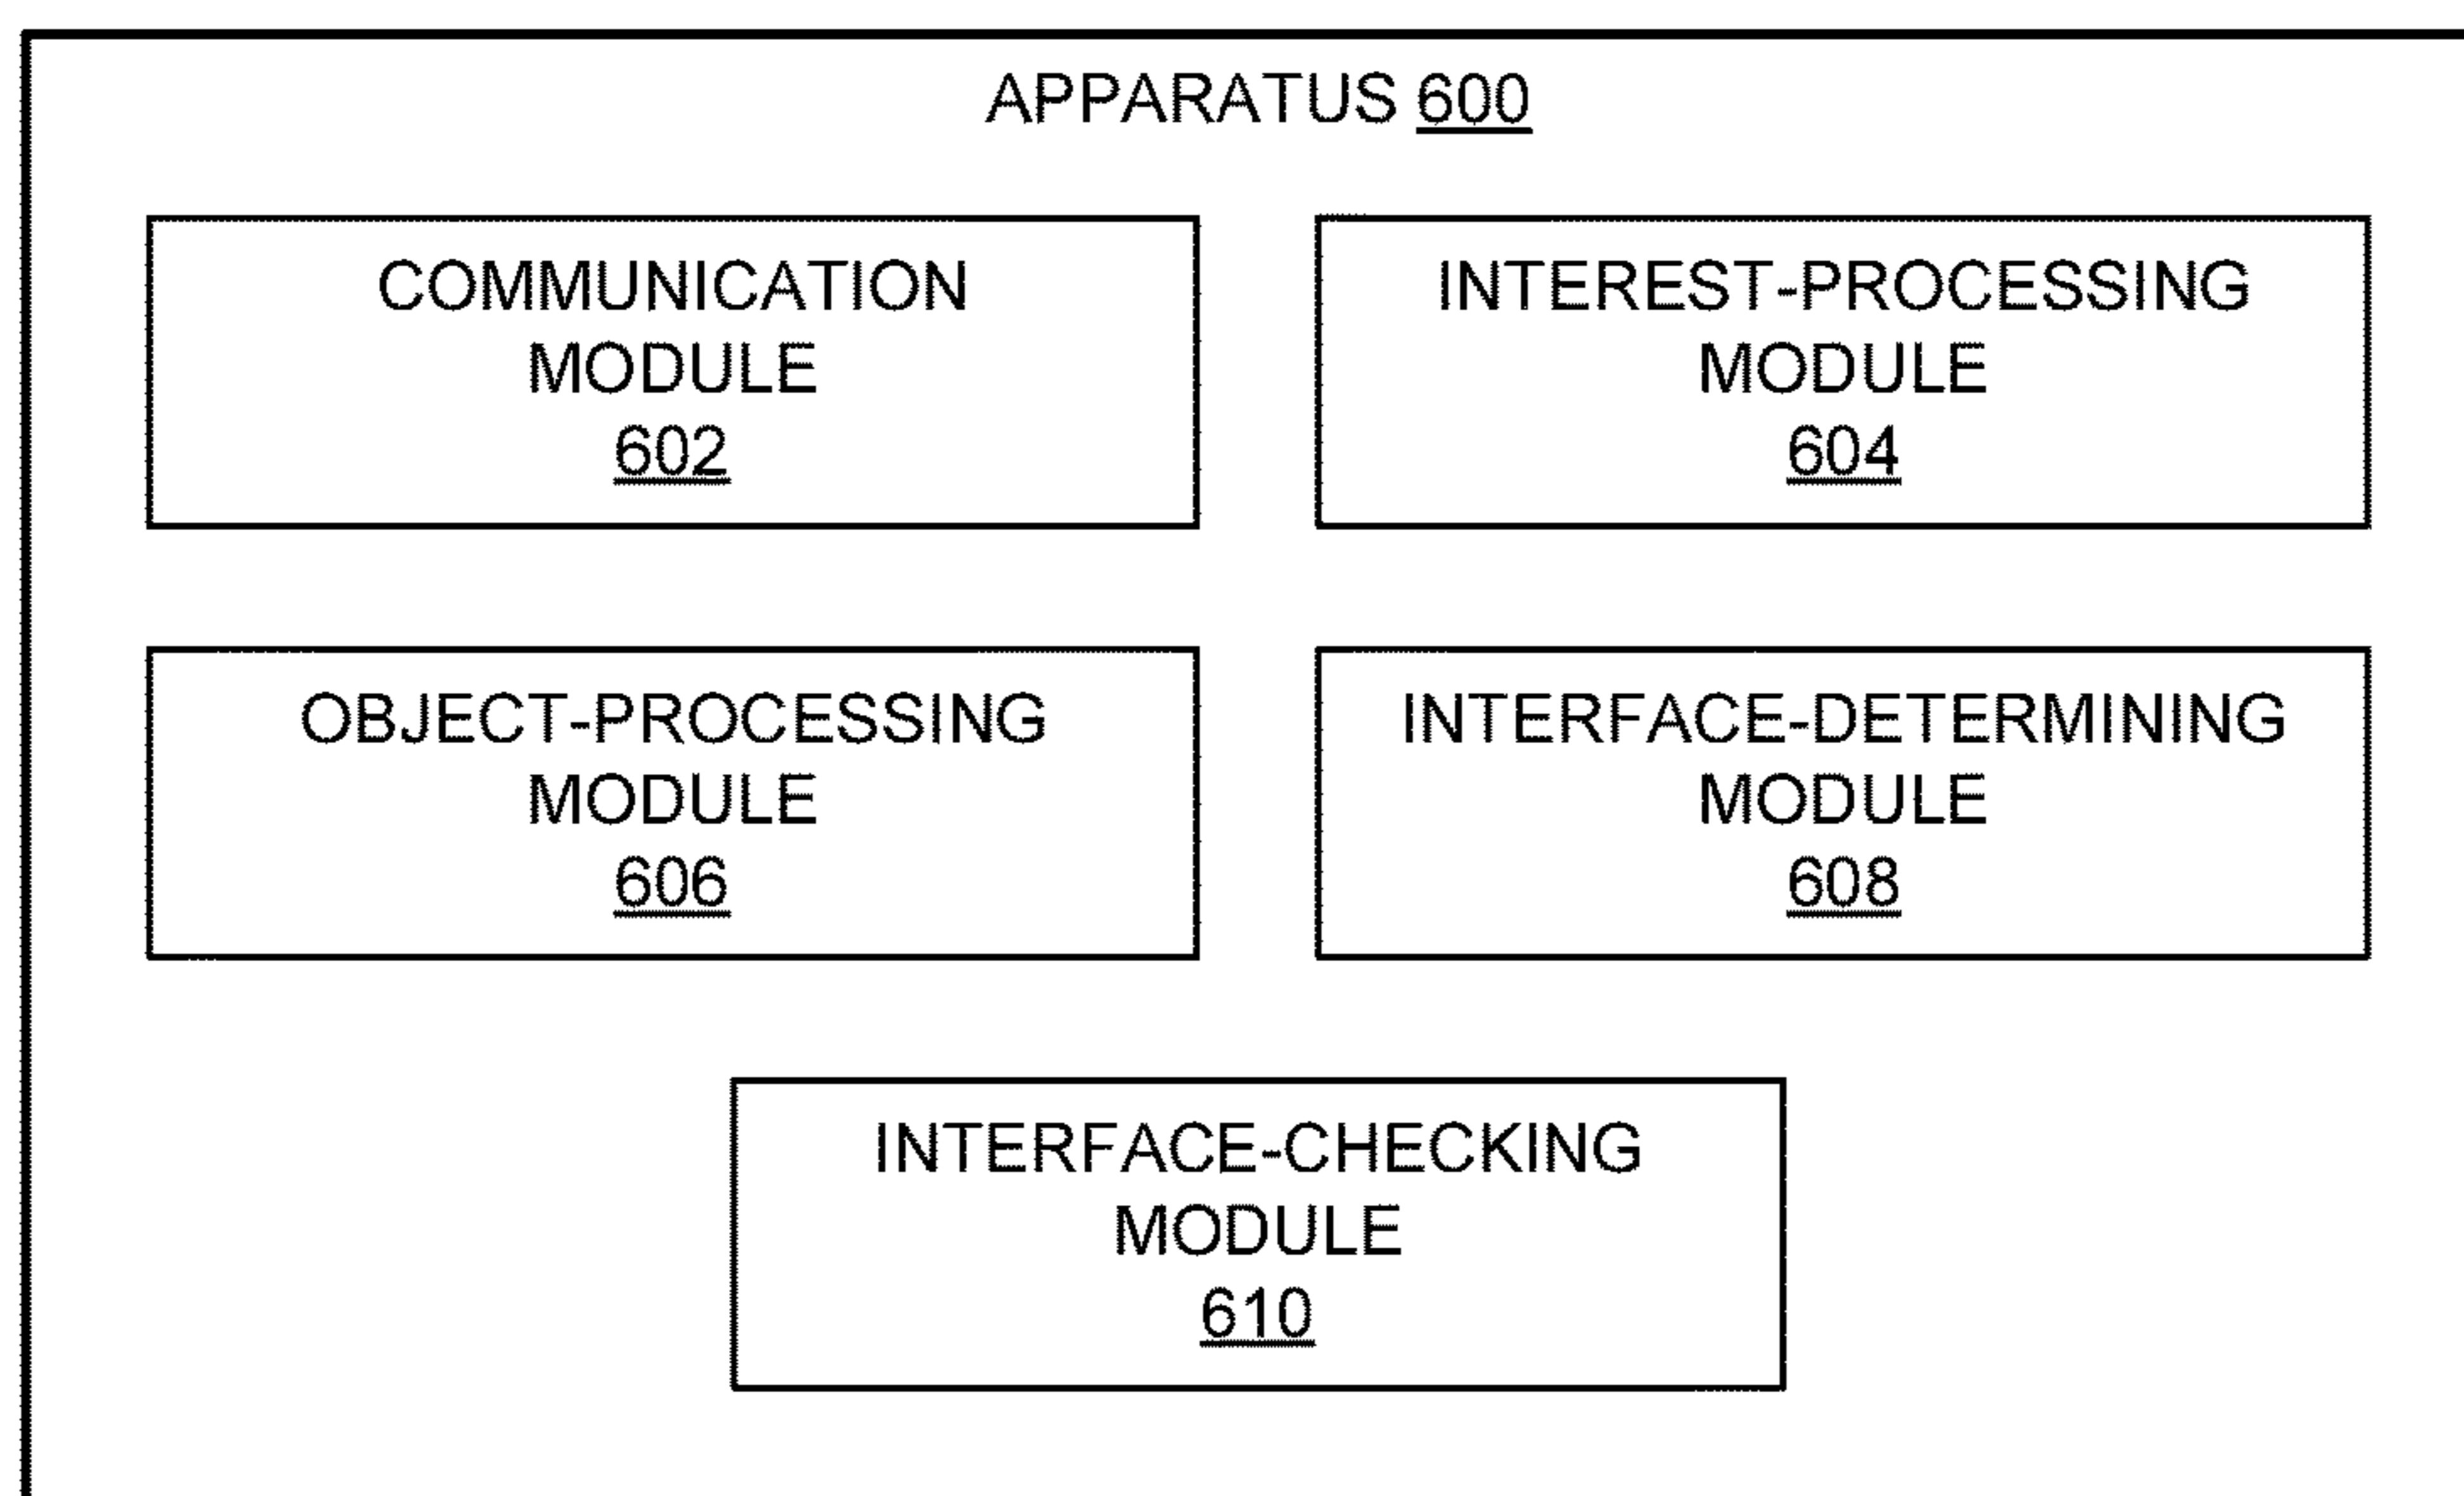 APPARATUS 600
COMMUNICATION
MODULE
602
INTEREST-PROCESSING
MODULE
604
OBJECT-PROCESSING
MODULE
606
INTERFACE-DETERMINING
MODULE
608
INTERFACE-CHECKING
MODULE
610